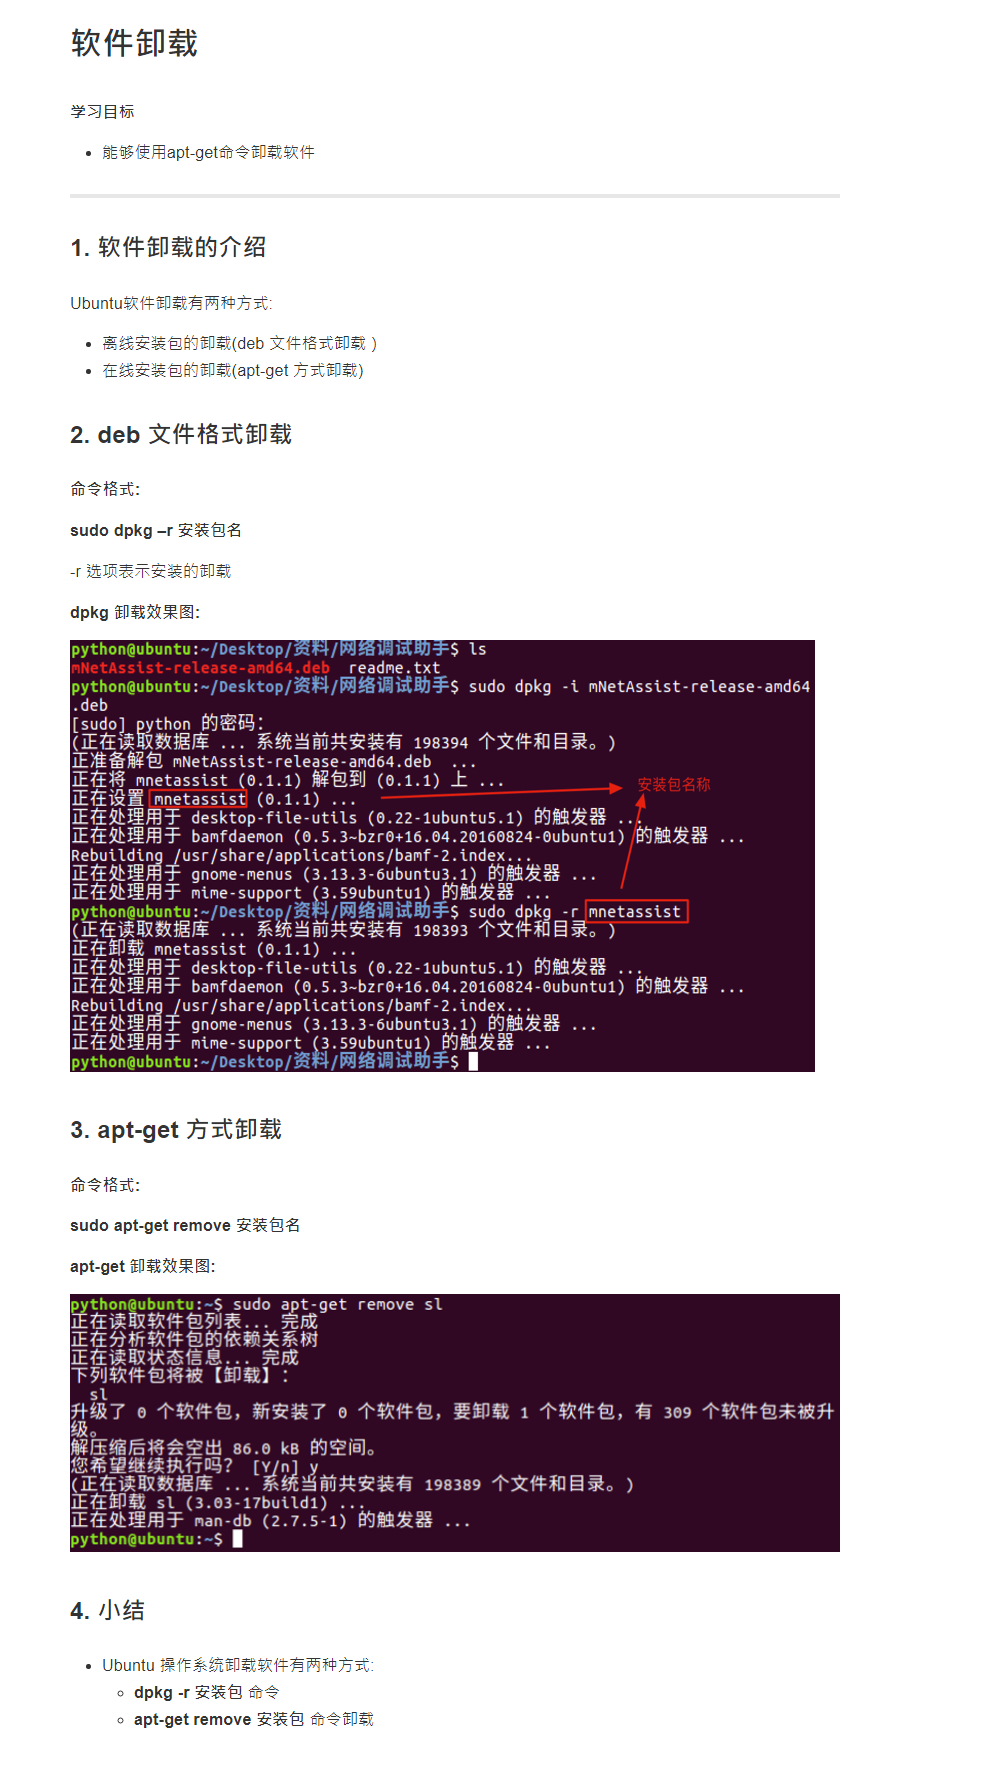 软件卸载
学习目标
能够使用apt-get命令卸载软件
1. 软件卸载的介绍
Ubuntu软件卸载有两种方式:
离线安装包的卸载(deb 文件格式卸载 )
在线安装包的卸载(apt-get 方式卸载)
2. deb 文件格式卸载
命令格式:
sudo dpkg –r 安装包名
-r 选项表示安装的卸载
dpkg 卸载效果图:
python@ubuntu:~/Desktop/资料/网络调试助手$ ls
mNetAssist-release-amd64.deb  readme.txt
python@ubuntu:~/Desktop/资料/网络调试助手$ sudo dpkg -i mNetAssist-release-amd64
.deb
[sudo] python 的密码：
(正在读取数据库 ... 系统当前共安装有 198394 个文件和目录。)
正准备解包 mNetAssist-release-amd64.deb  ...
正在将 mnetassist (0.1.1) 解包到 (0.1.1) 上 ...
正在设置 mnetassist (0.1.1) ...
安装包名称
正在处理用于 desktop-file-utils (0.22-1ubuntu5.1) 的触发器 ...
正在处理用于 bamfdaemon (0.5.3~bzr0+16.04.20160824-0ubuntu1) 的触发器 ...
Rebuilding /usr/share/applications/bamf-2.index...
正在处理用于 gnome-menus (3.13.3-6ubuntu3.1) 的触发器 ...
正在处理用于 mime-support (3.59ubuntu1) 的触发器 ...
python@ubuntu:~/Desktop/资料/网络调试助手$ sudo dpkg -r mnetassist
(正在读取数据库 ... 系统当前共安装有 198393 个文件和目录。)
正在卸载 mnetassist (0.1.1) ...
正在处理用于 desktop-file-utils (0.22-1ubuntu5.1) 的触发器 ...
正在处理用于 bamfdaemon (0.5.3~bzr0+16.04.20160824-0ubuntu1) 的触发器 ...
Rebuilding /usr/share/applications/bamf-2.index...
正在处理用于 gnome-menus (3.13.3-6ubuntu3.1) 的触发器 ...
正在处理用于 mime-support (3.59ubuntu1) 的触发器 ...
python@ubuntu:~/Desktop/资料/网络调试助手$
3. apt-get 方式卸载
命令格式:
sudo apt-get remove 安装包名
apt-get 卸载效果图:
python@ubuntu:~$ sudo apt-get remove sl
正在读取软件包列表... 完成
正在分析软件包的依赖关系树
正在读取状态信息... 完成
下列软件包将被【卸载】：
sl
升级了 0 个软件包，新安装了 0 个软件包，要卸载 1 个软件包，有 309 个软件包未被升
级。
解压缩后将会空出 86.0 kB 的空间。
您希望继续执行吗？ [Y/n] y
(正在读取数据库 ... 系统当前共安装有 198389 个文件和目录。)
正在卸载 sl (3.03-17build1) ...
正在处理用于 man-db (2.7.5-1) 的触发器 ...
python@ubuntu:~$
4. 小结
Ubuntu 操作系统卸载软件有两种方式:
dpkg -r 安装包 命令
apt-get remove 安装包 命令卸载